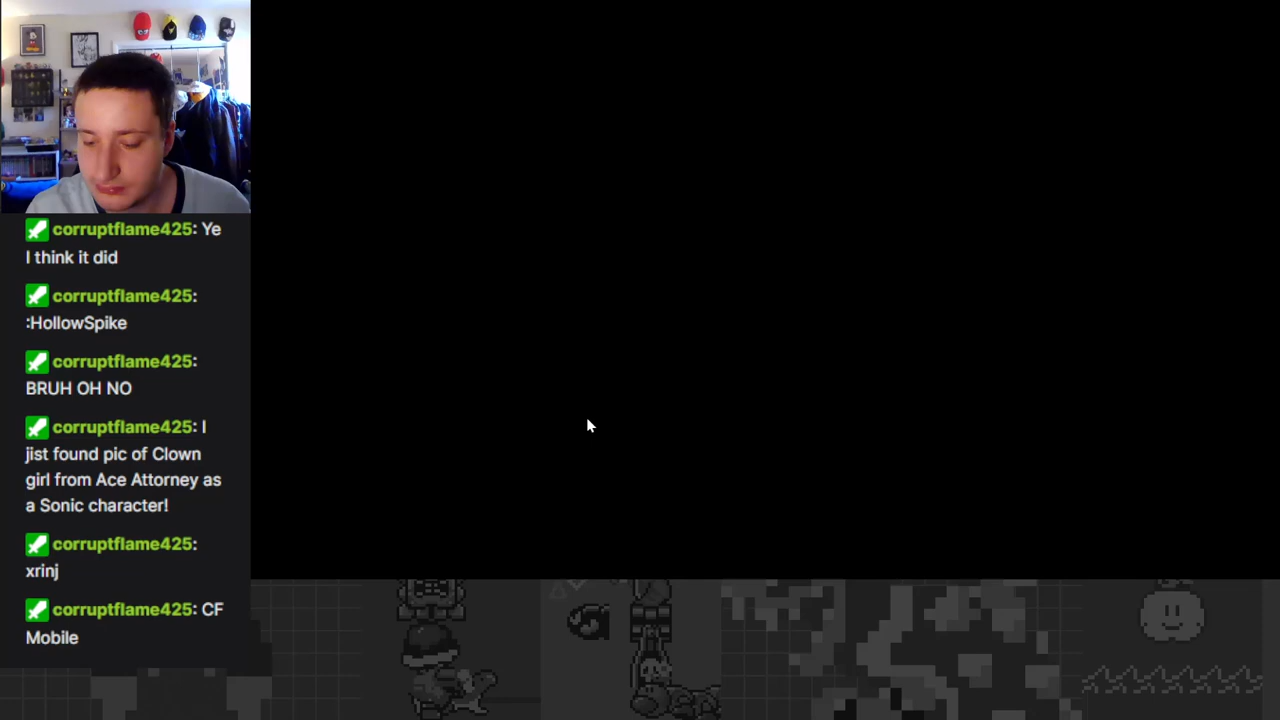 corruptflame425: Ye
I think it did
corruptflame425:
:HollowSpike
corruptflame425:
BRUH OH NO
corruptflame425: I
jist found pic of Clown
girl from Ace Attorney as
a Sonic character!
corruptflame425:
xrinj
corruptflame425: CF
Mobile